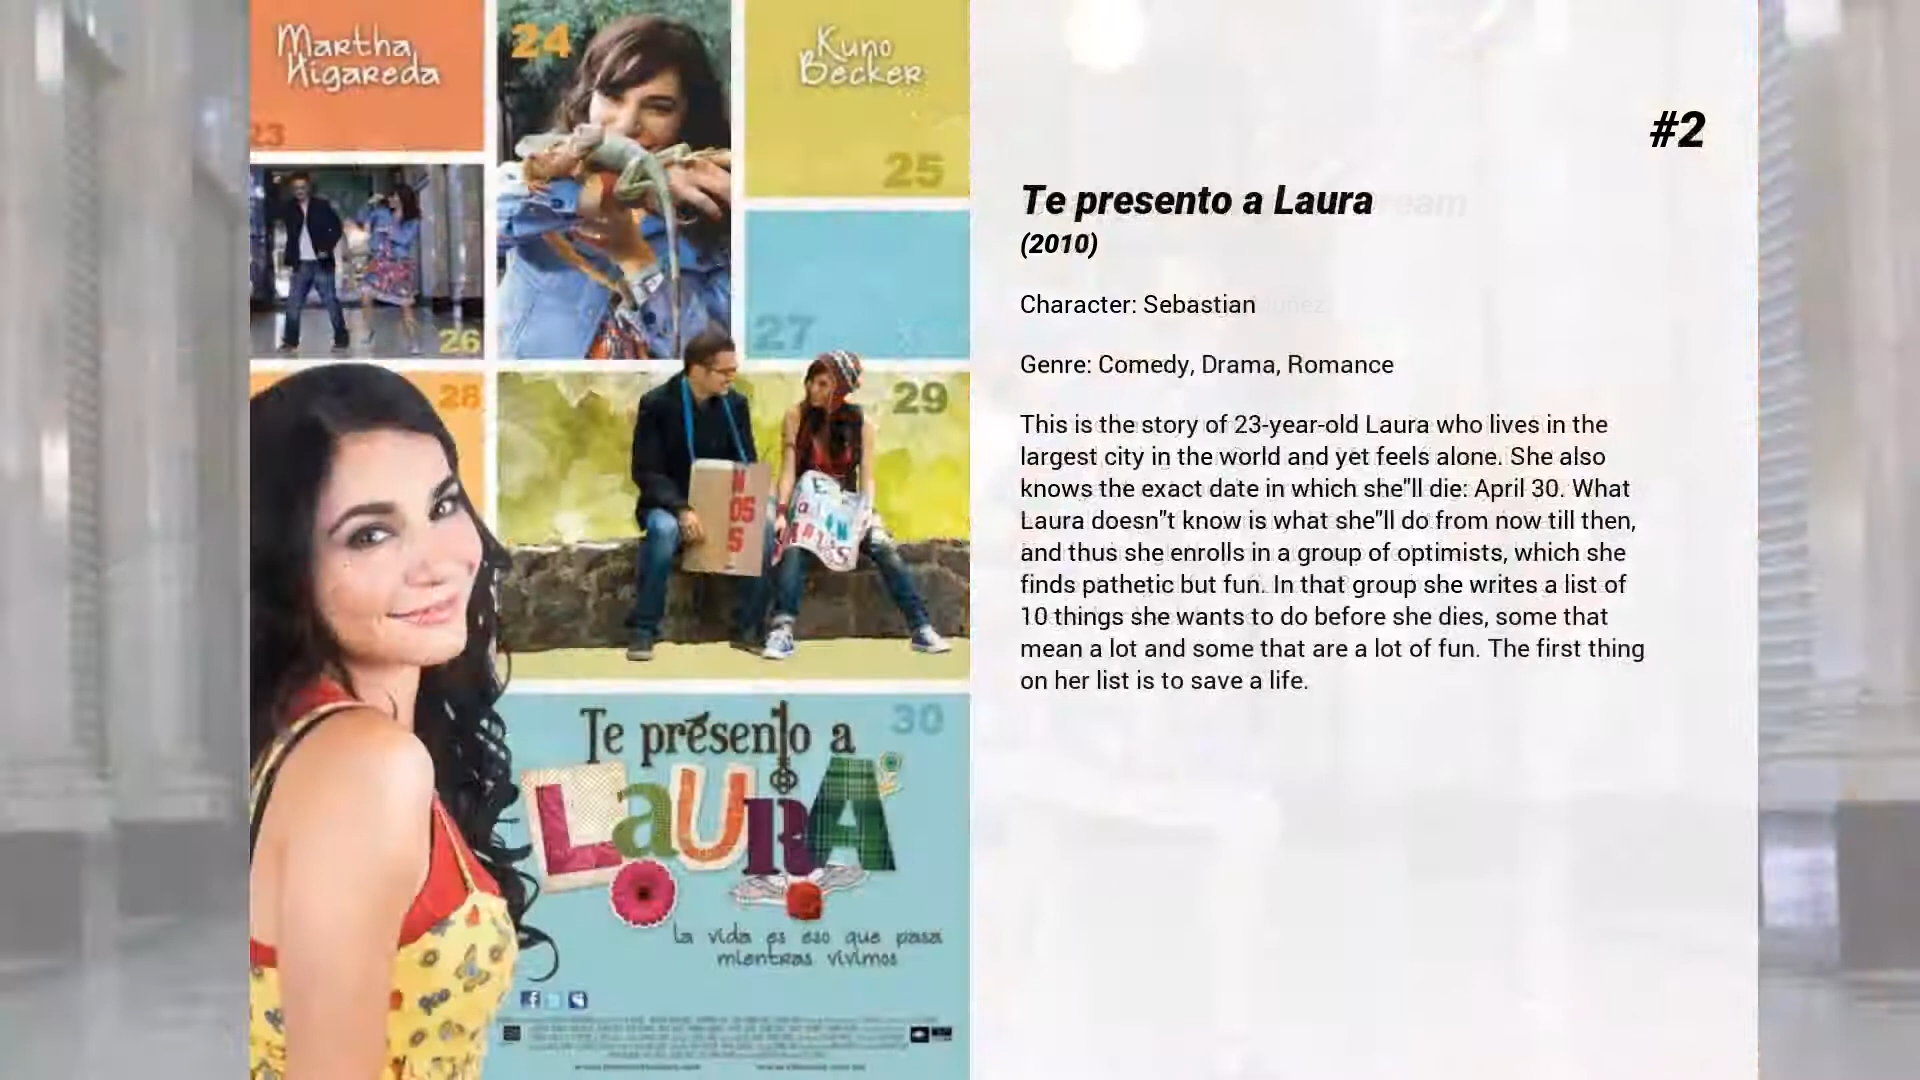 Martha
Higareda
23
24
Kuno
Becker
25
26
27
28
29
30
Te presento a
LAURA
la vida es eso que pasa
mientras vivimos
#2
Te presento a Laura
(2010)
Character: Sebastian
Genre: Comedy, Drama, Romance
This is the story of 23-year-old Laura who lives in the
largest city in the world and yet feels alone. She also
knows the exact date in which she"ll die: April 30. What
Laura doesn"t know is what she"ll do from now till then,
and thus she enrolls in a group of optimists, which she
finds pathetic but fun. In that group she writes a list of
10 things she wants to do before she dies, some that
mean a lot and some that are a lot of fun. The first thing
on her list is to save a life.